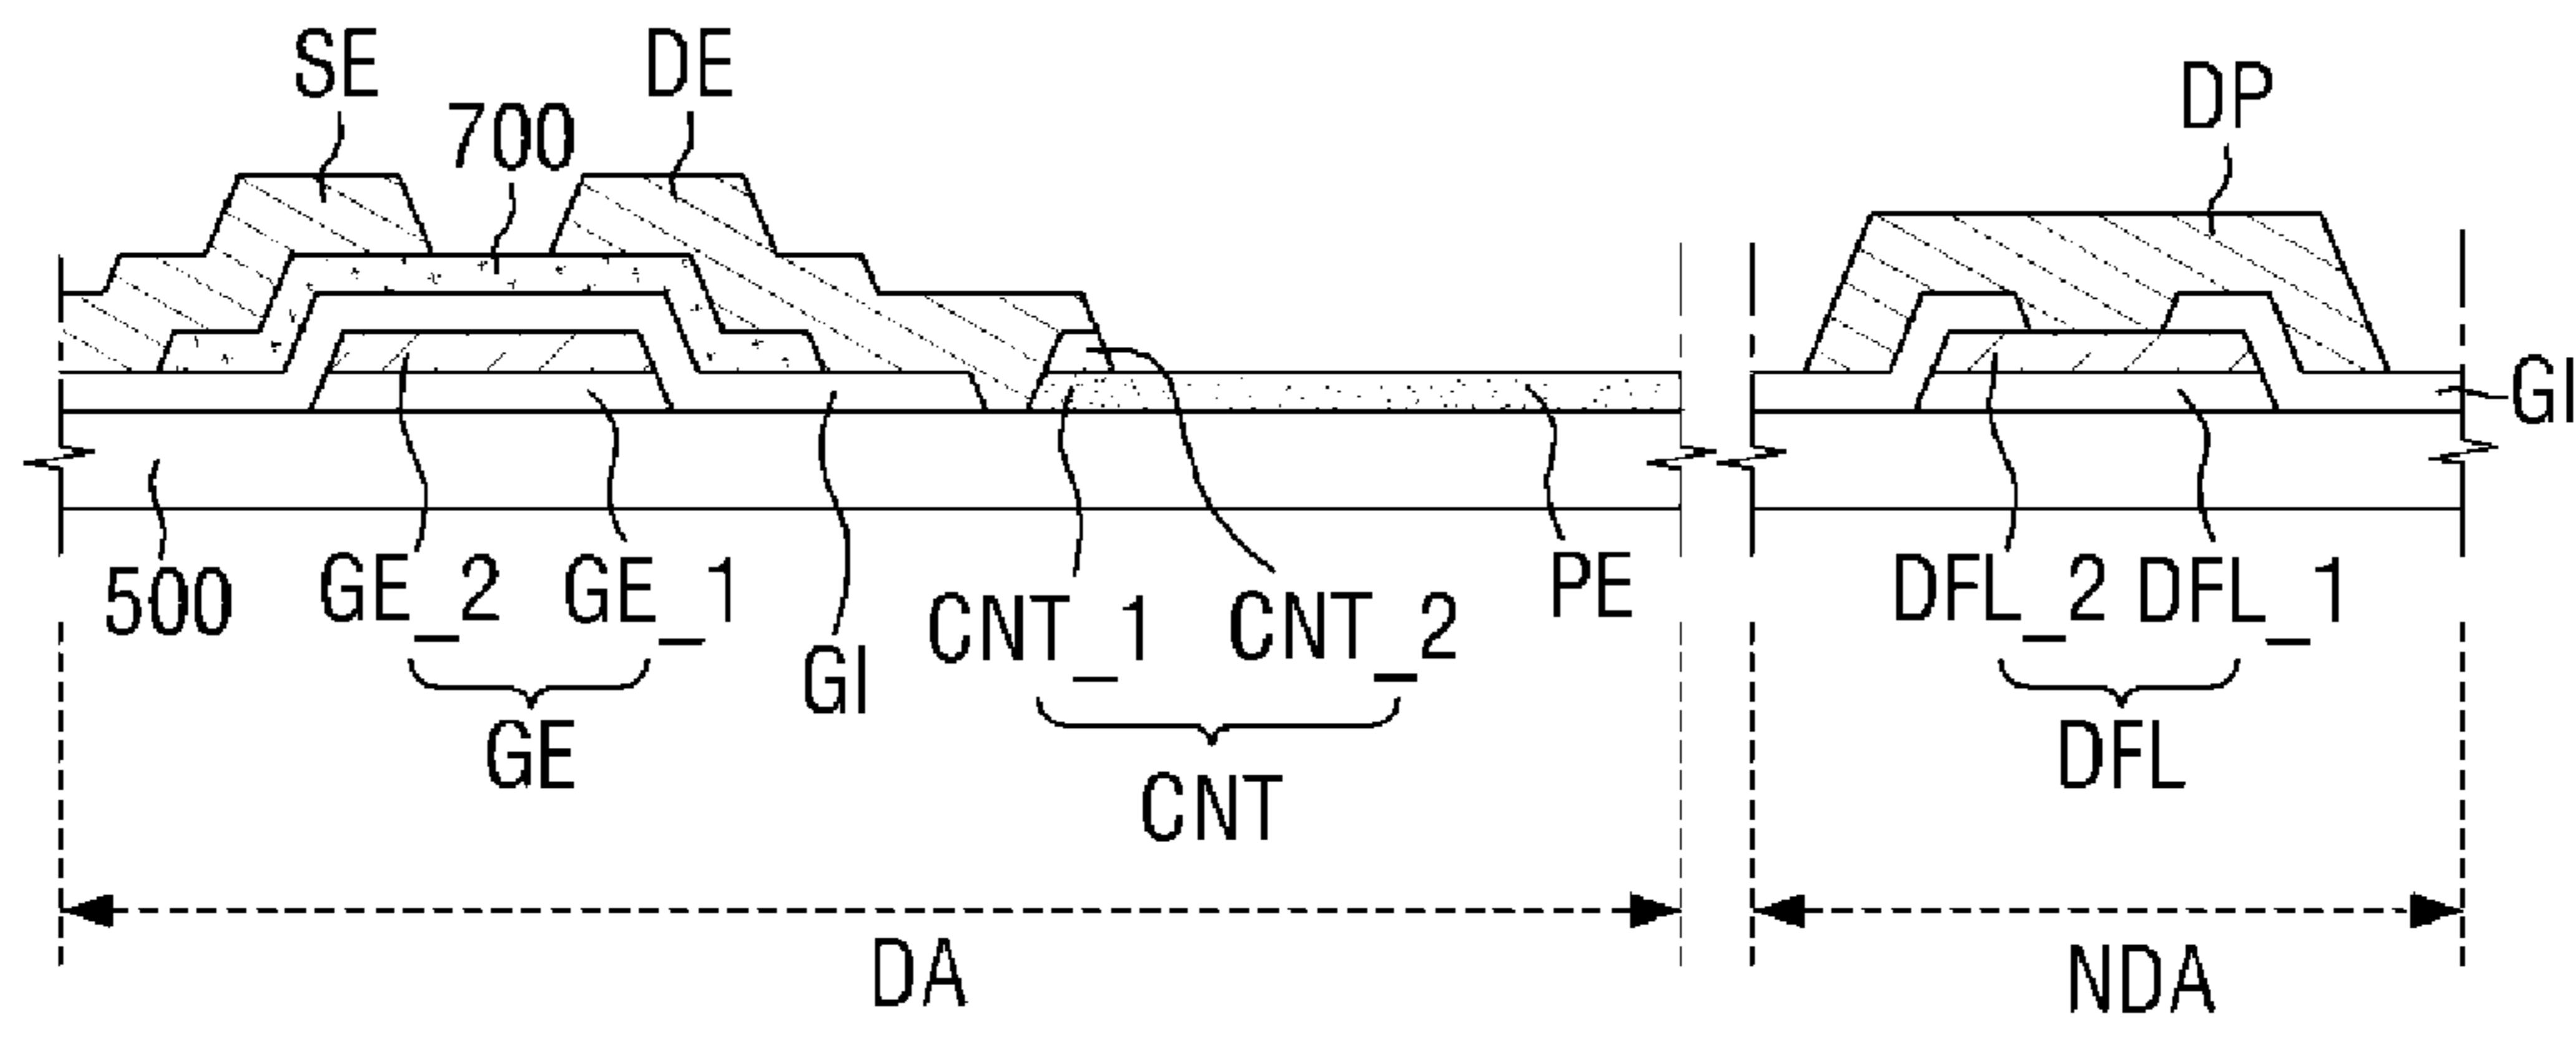 SE DE DP
700
GI
500 GE_2 GE_1 GI CNT_1 CNT_2 PE DFL_2 DFL_1
GE CNT DFL
DA NDA